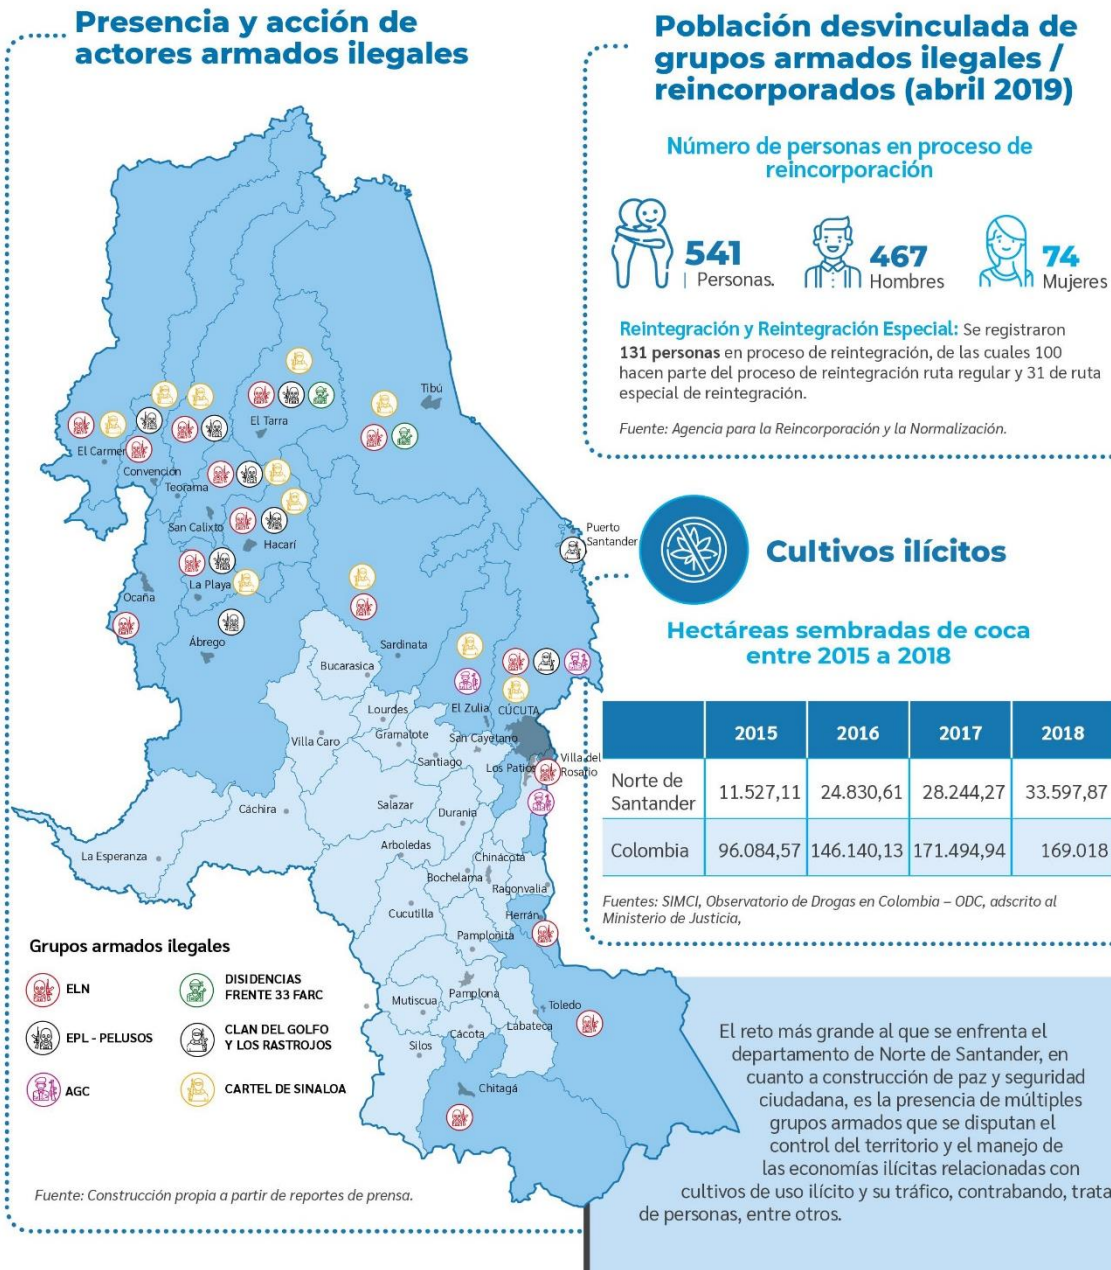 Presencia y acción de
actores armados ilegales
Tibú
El Tarra
El Carmen
Convención
Teorama
San Calixto
Hacarí
Puerto
Santander
La Playa
Ocaña
Ábrego
Sardinata
Bucarasica
Lourdes
El Zulia
CÚCUTA
Gramalote
San Cayetano
Villa Caro
Santiago
Los Patios
Villa del
Rosario
Salazar
Cáchira
Durania
Arboledas
La Esperanza
Chinácota
Bochelama
Ragonvalia
Cucutilla
Herrán
Pamplonita
Pamplona
Mutiscua
Toledo
Labateca
Cácota
Silos
Chitagá
Grupos armados ilegales
ELN
DISIDENCIAS
FRENTE 33 FARC
EPL - PELUSOS
CLAN DEL GOLFO
Y LOS RASTROJOS
AGC
CARTEL DE SINALOA
Fuente: Construcción propia a partir de reportes de prensa.
Población desvinculada de
grupos armados ilegales /
reincorporados (abril 2019)
Número de personas en proceso de
reincorporación
541
Personas.
467
Hombres
74
Mujeres
Reintegración y Reintegración Especial: Se registraron
131 personas en proceso de reintegración, de las cuales 100
hacen parte del proceso de reintegración ruta regular y 31 de ruta
especial de reintegración.
Fuente: Agencia para la Reincorporación y la Normalización.
Cultivos ilícitos
Hectáreas sembradas de coca
entre 2015 a 2018
2015 2016 2017 2018
Norte de
Santander 11.527,11 24.830,61 28.244,27 33.597,87
Colombia 96.084,57 146.140,13 171.494,94 169.018
Fuentes: SIMCI, Observatorio de Drogas en Colombia – ODC, adscrito al
Ministerio de Justicia,
El reto más grande al que se enfrenta el
departamento de Norte de Santander, en
cuanto a construcción de paz y seguridad
ciudadana, es la presencia de múltiples
grupos armados que se disputan el
control del territorio y el manejo de
las economías ilícitas relacionadas con
cultivos de uso ilícito y su tráfico, contrabando, trata
de personas, entre otros.